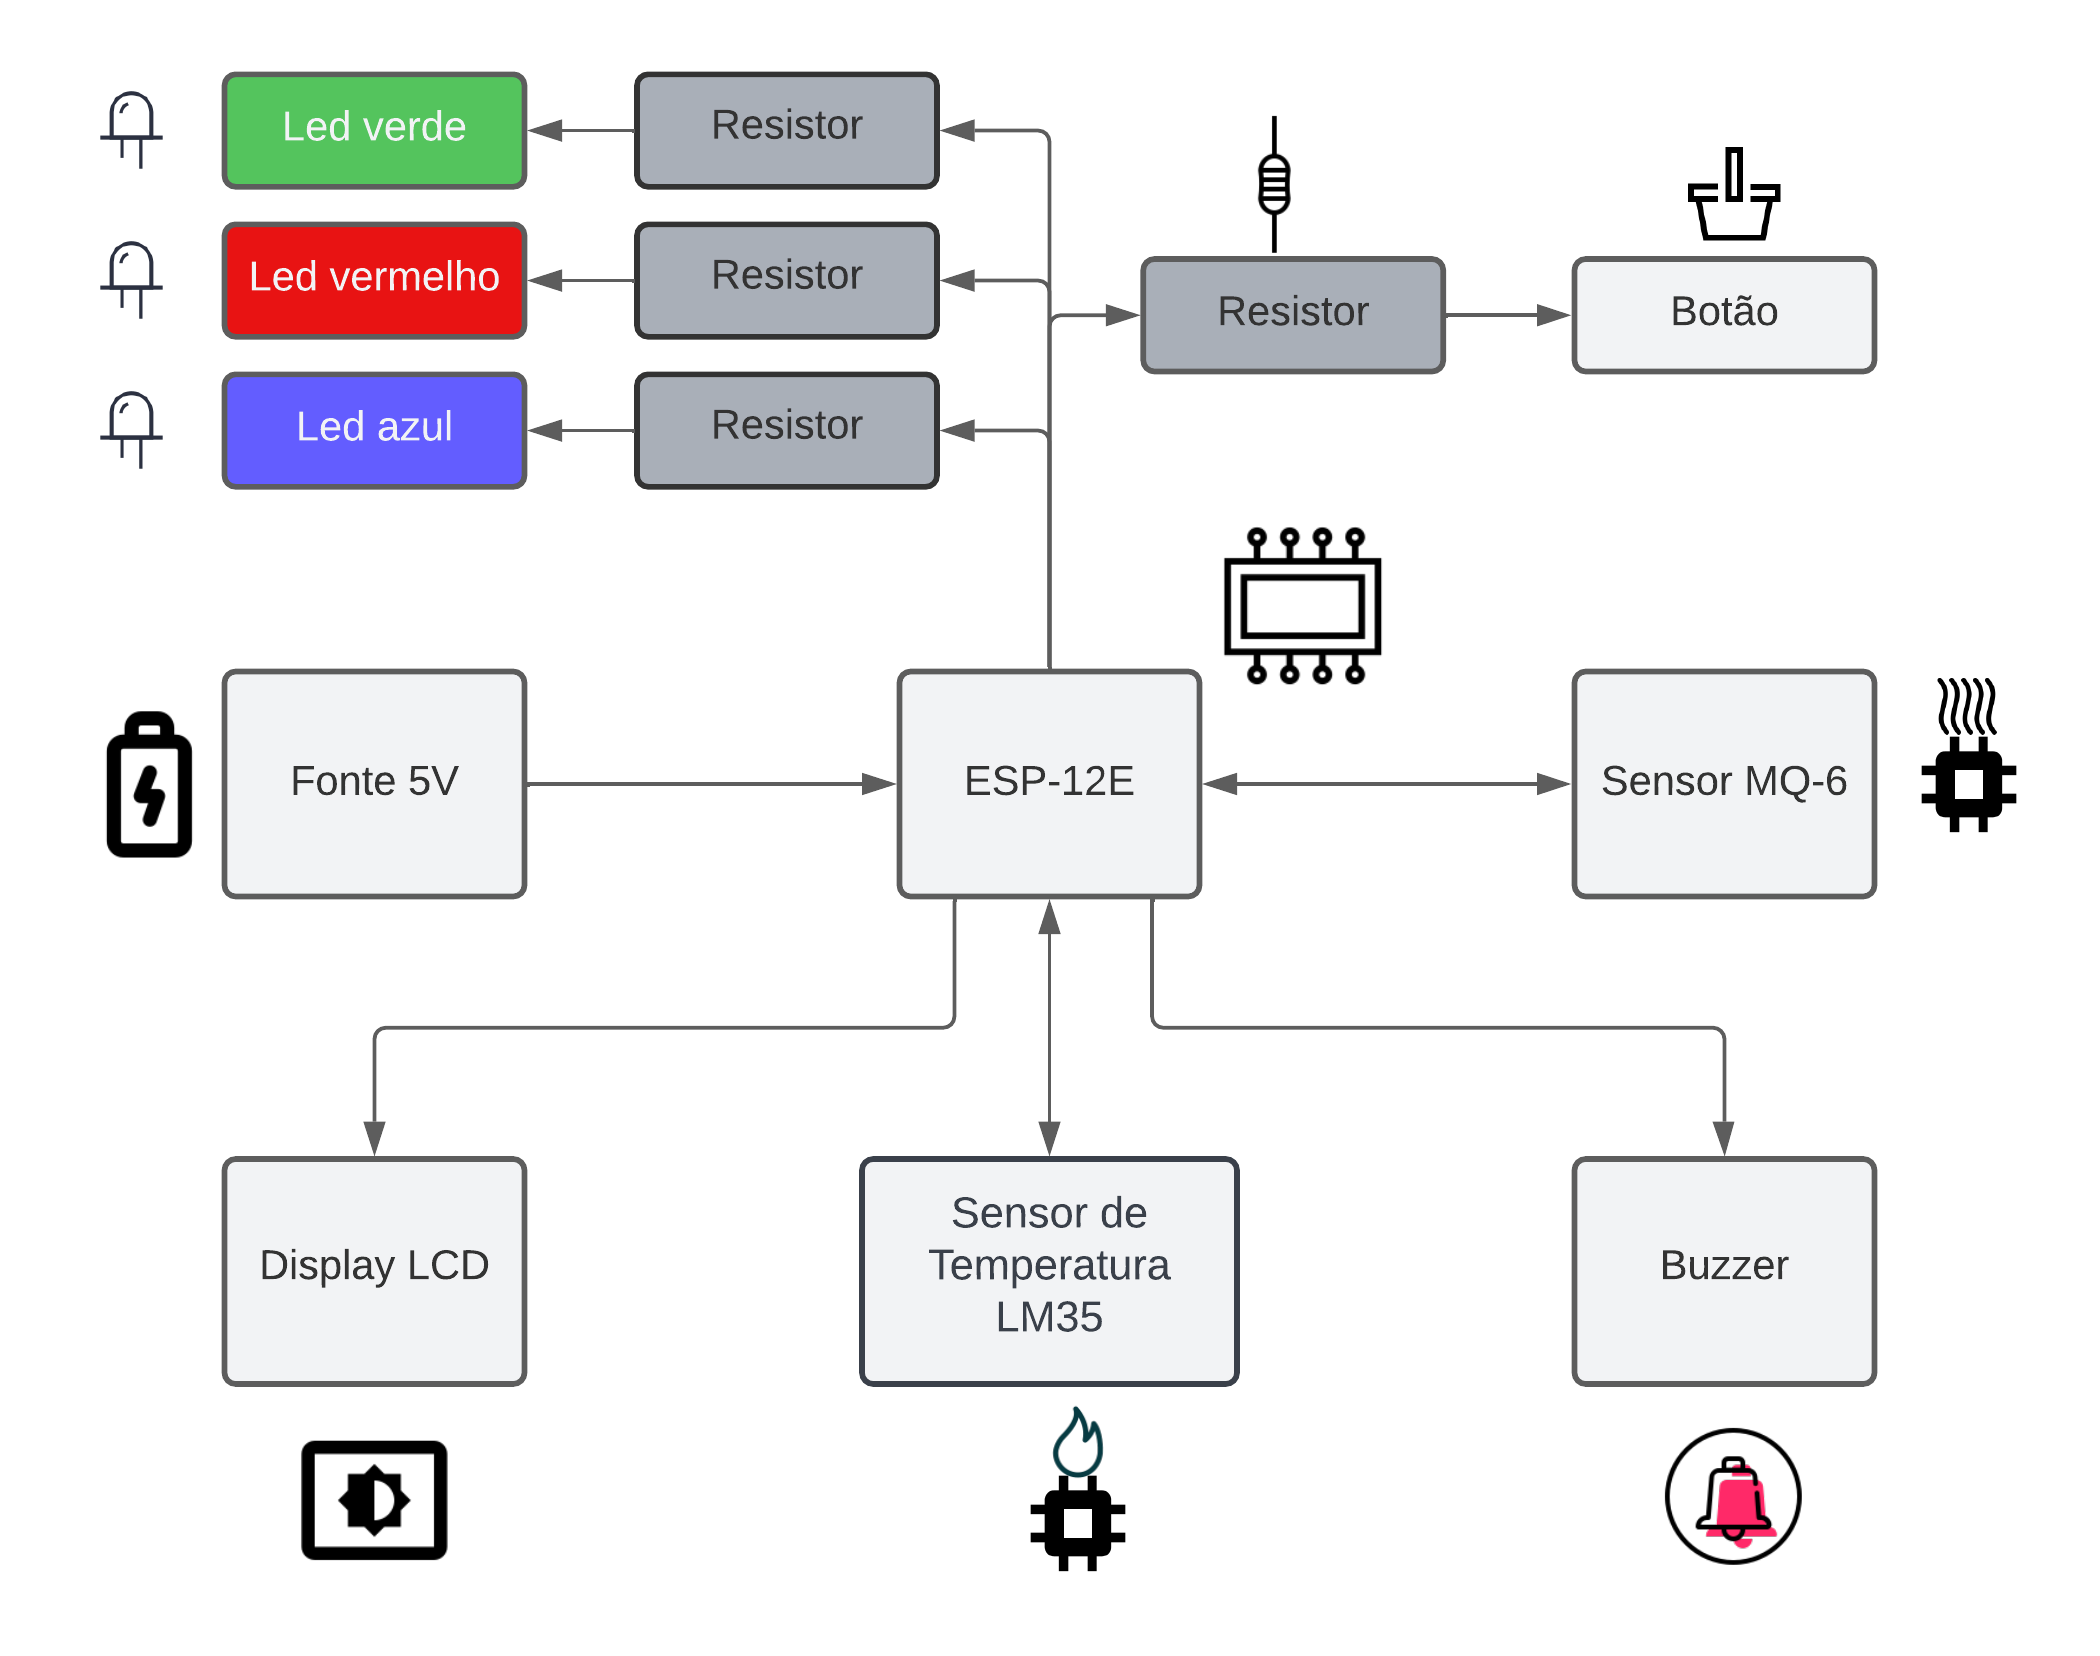 Led verde
Resistor
Led vermelho
Resistor
Resistor
Botão
Led azul
Resistor
Fonte 5V
ESP-12E
Sensor MQ-6
Display LCD
Sensor de
Temperatura
LM35
Buzzer